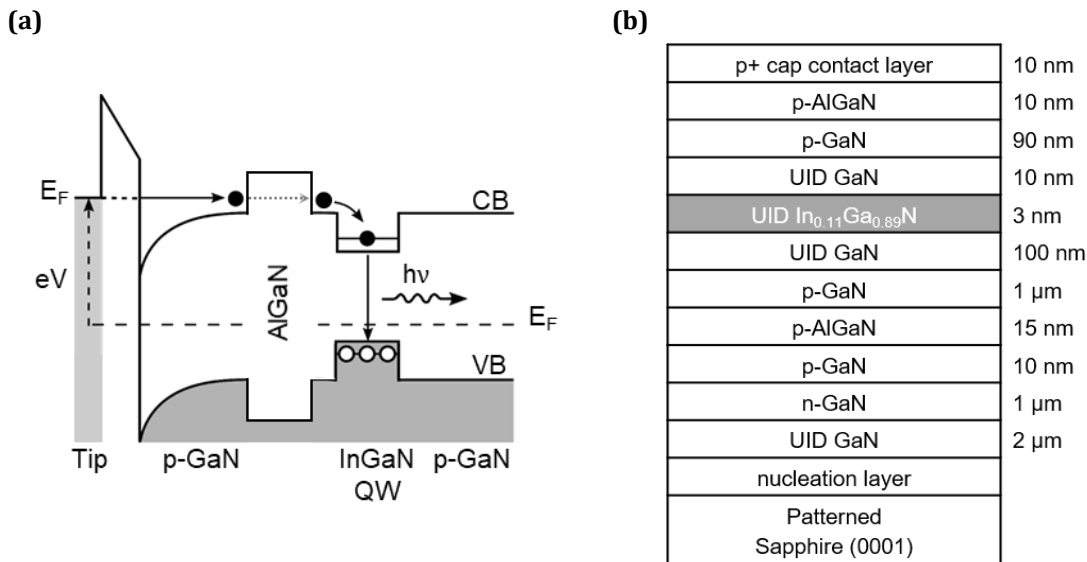 (a)
E_F
eV
AlGaN
CB
hν
E_F
VB
Tip
p-GaN
InGaN
QW
p-GaN
(b)
p+ cap contact layer 10 nm
p-AlGaN 10 nm
p-GaN 90 nm
UID GaN 10 nm
UID In₀.₁₁Ga₀.₈₉N 3 nm
UID GaN 100 nm
p-GaN 1 µm
p-AlGaN 15 nm
p-GaN 10 nm
n-GaN 1 µm
UID GaN 2 µm
nucleation layer
Patterned
Sapphire (0001)